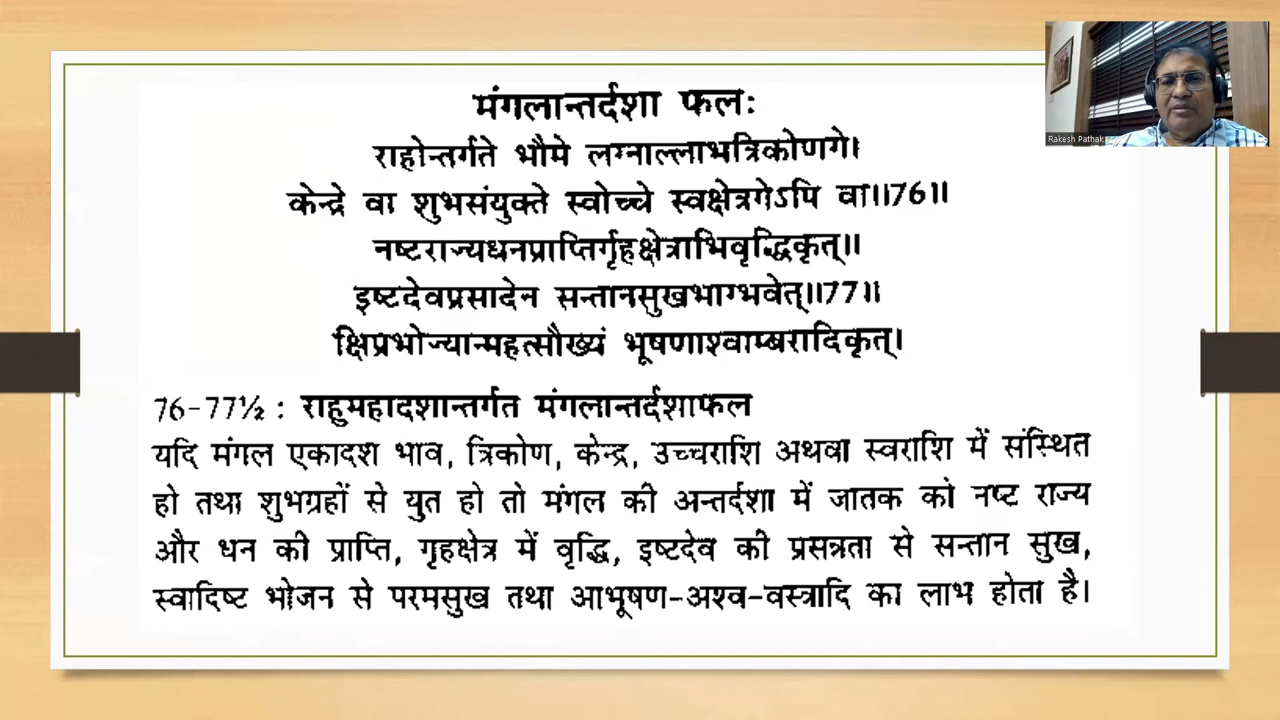 मंगलान्तर्दशा फलः
राहोन्तर्गते भौमे लग्नाल्लाभत्रिकोणगे।
केन्द्रे वा शुभसंयुक्ते स्वोच्चे स्वक्षेत्रगेऽपि वा॥76॥
नष्टराज्यधनप्राप्तिर्गृहक्षेत्राभिवृद्धिकृत्॥
इष्टदेवप्रसादेन सन्तानसुखभाग्भवेत्॥77॥
क्षिप्रभोज्यान्महत्सौख्यं भूषणाश्वाम्बरादिकृत्।
76-77½ : राहुमहादशान्तर्गत मंगलान्तर्दशाफल
यदि मंगल एकादश भाव, त्रिकोण, केन्द्र, उच्चराशि अथवा स्वराशि में संस्थित
हो तथा शुभग्रहों से युत हो तो मंगल की अन्तर्दशा में जातक को नष्ट राज्य
और धन की प्राप्ति, गृहक्षेत्र में वृद्धि, इष्टदेव की प्रसन्नता से सन्तान सुख,
स्वादिष्ट भोजन से परमसुख तथा आभूषण-अश्व-वस्त्रादि का लाभ होता है।
Rakesh Pathak